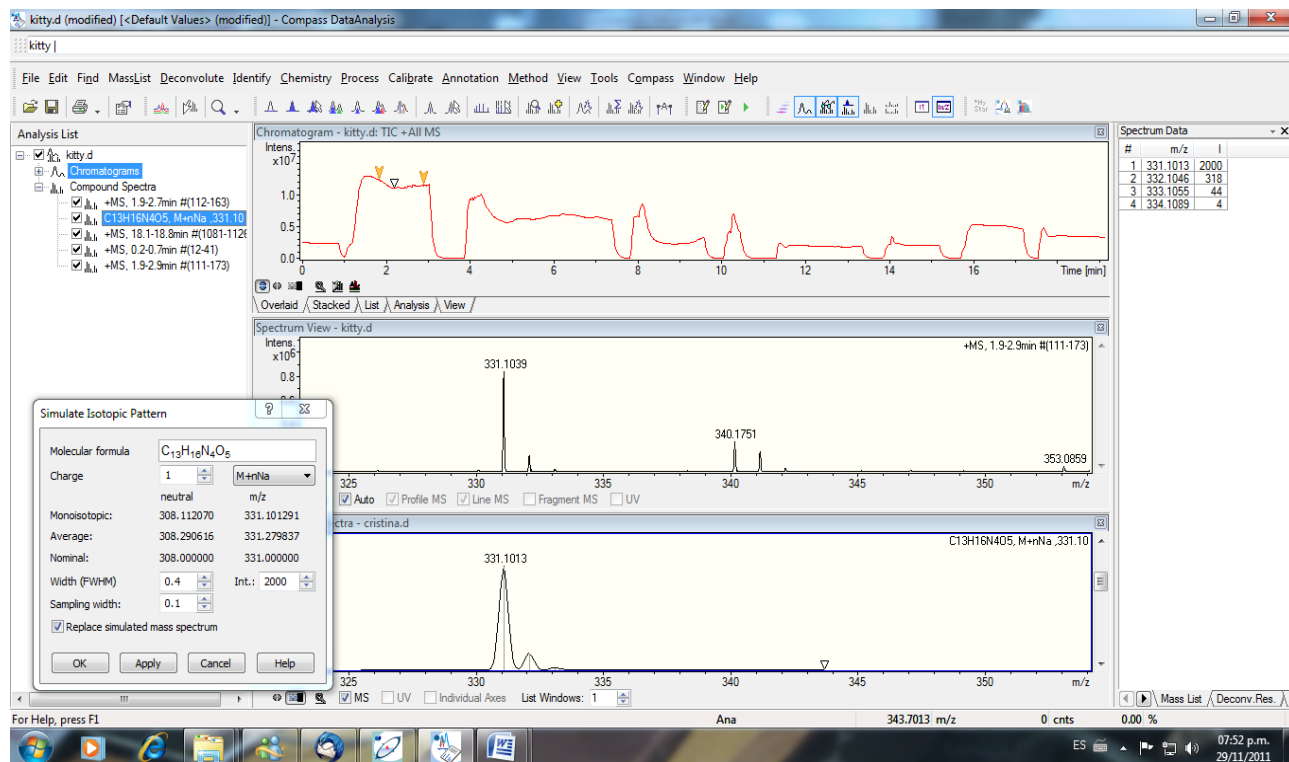 kitty.d (modified) [<Default Values> (modified)] - Compass DataAnalysis
kitty |
File Edit Find MassList Deconvolute Identify Chemistry Process Calibrate Annotation Method View Tools Compass Window Help
Analysis List
kitty.d
Chromatograms
Compound Spectra
+MS, 1.9-2.7min #(112-163)
C13H16N4O5, M+nNa ,331.10
+MS, 18.1-18.8min #(1081-1126
+MS, 0.2-0.7min #(12-41)
+MS, 1.9-2.9min #(111-173)
Chromatogram - kitty.d: TIC +All MS
Intens.
x10⁷
1.0
0.5
0.0
0 2 4 6 8 10 12 14 16 Time [min]
Overlaid Stacked List Analysis View
Spectrum View - kitty.d
Intens.
x10⁶
0.8
+MS, 1.9-2.9min #(111-173)
331.1039
340.1751
353.0859
325 330 335 340 345 350 m/z
Auto Profile MS Line MS Fragment MS UV
ctra - cristina.d
C13H16N4O5, M+nNa ,331.10
331.1013
325 330 335 340 345 350 m/z
MS UV Individual Axes List Windows: 1
Simulate Isotopic Pattern
Molecular formula C₁₃H₁₆N₄O₅
Charge 1 M+nNa
neutral m/z
Monoisotopic: 308.112070 331.101291
Average: 308.290616 331.279837
Nominal: 308.000000 331.000000
Width (FWHM) 0.4 Int.: 2000
Sampling width: 0.1
Replace simulated mass spectrum
OK Apply Cancel Help
Spectrum Data
# m/z I
1 331.1013 2000
2 332.1046 318
3 333.1055 44
4 334.1089 4
Mass List Deconv.Res.
For Help, press F1
Ana
343.7013 m/z
0 cnts
0.00 %
ES
07:52 p.m.
29/11/2011